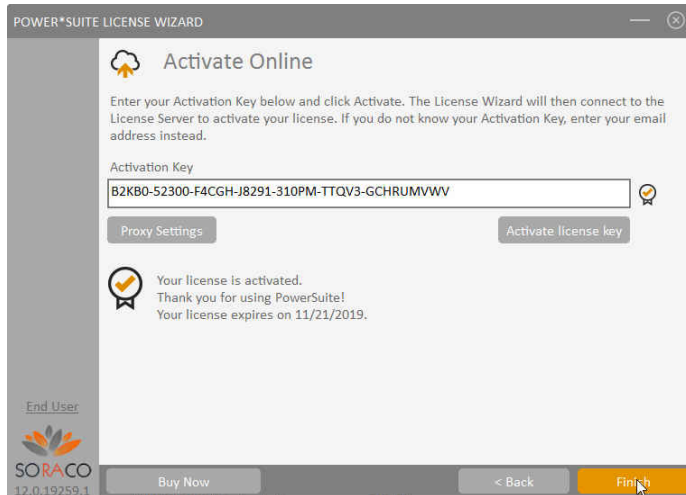 POWER*SUITE LICENSE WIZARD
Activate Online
Enter your Activation Key below and click Activate. The License Wizard will then connect to the
License Server to activate your license. If you do not know your Activation Key, enter your email
address instead.
Activation Key
B2KB0-52300-F4CGH-J8291-310PM-TTQV3-GCHRUMVWV
Proxy Settings
Activate license key
Your license is activated.
Thank you for using PowerSuite!
Your license expires on 11/21/2019.
End User
SORACO
12.0.19259.1
Buy Now
< Back
Finish